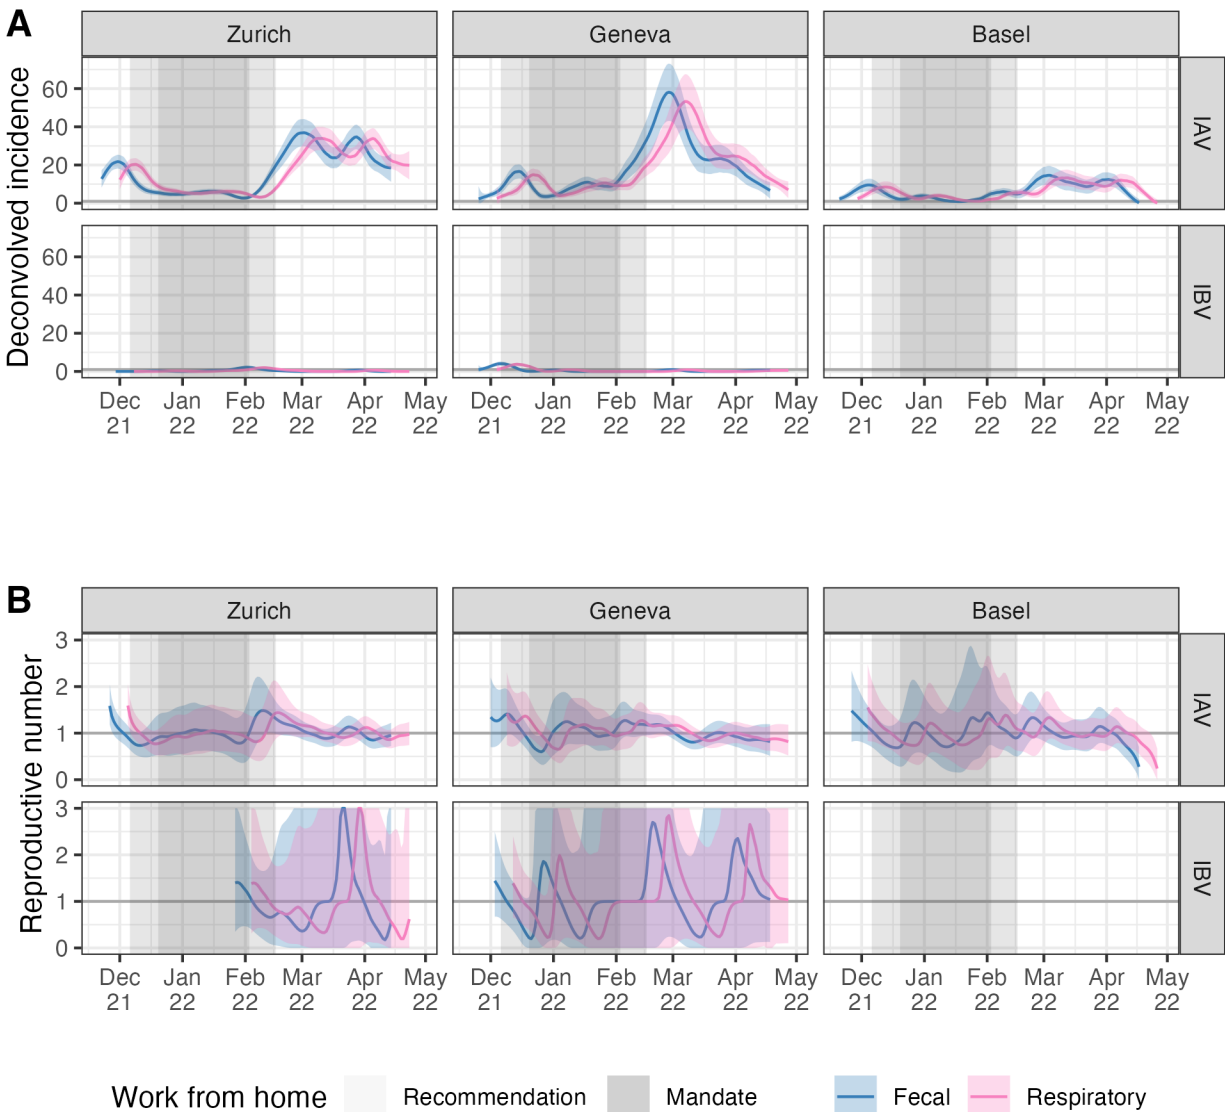 A
Zurich Geneva Basel
Deconvolved incidence
60
40
20
0
IAV
60
40
20
0
IBV
Dec Jan Feb Mar Apr May Dec Jan Feb Mar Apr May Dec Jan Feb Mar Apr May
21 22 22 22 22 22 21 22 22 22 22 22 21 22 22 22 22 22
B
Zurich Geneva Basel
Reproductive number
3
2
1
0
IAV
3
2
1
0
IBV
Dec Jan Feb Mar Apr May Dec Jan Feb Mar Apr May Dec Jan Feb Mar Apr May
21 22 22 22 22 22 21 22 22 22 22 22 21 22 22 22 22 22
Work from home Recommendation Mandate Fecal Respiratory